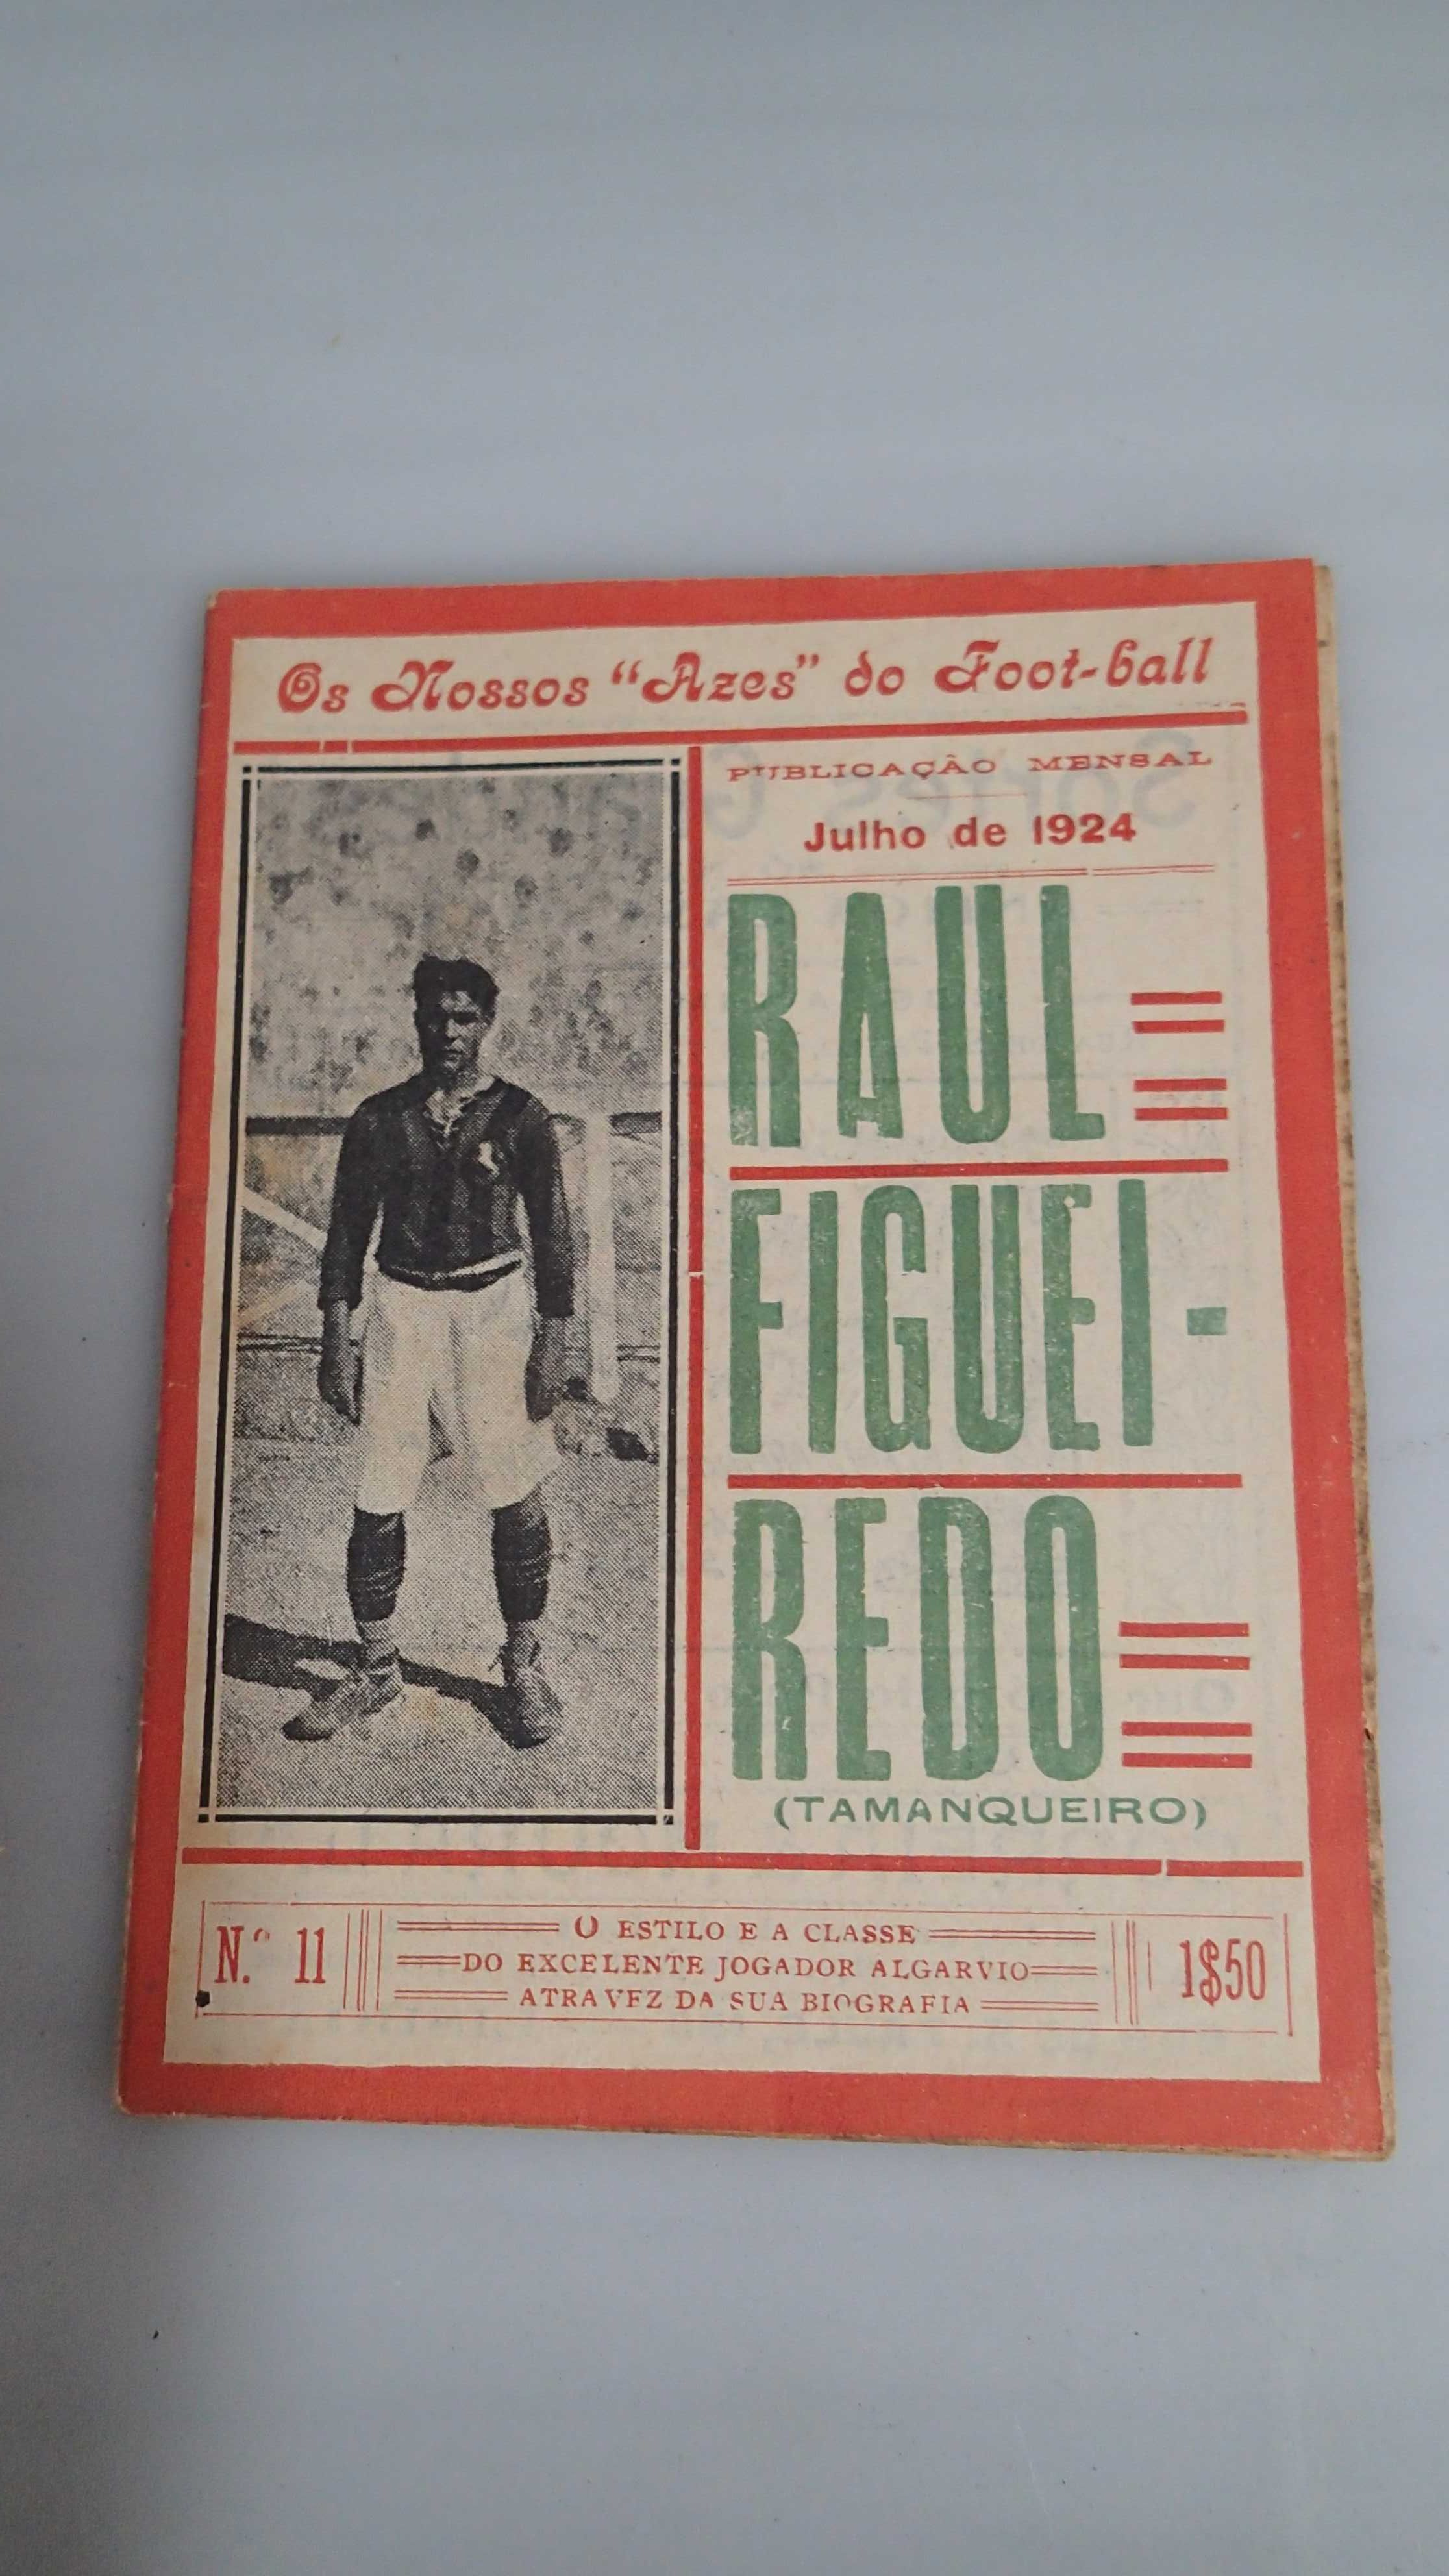 Os Nossos “Azes” do Foot-ball
PUBLICAÇÃO MENSAL
Julho de 1924
RAUL
FIGUEI-
REDO
(TAMANQUEIRO)
N.º 11
O ESTILO E A CLASSE
DO EXCELENTE JOGADOR ALGARVIO
ATRAVEZ DA SUA BIOGRAFIA
1$50